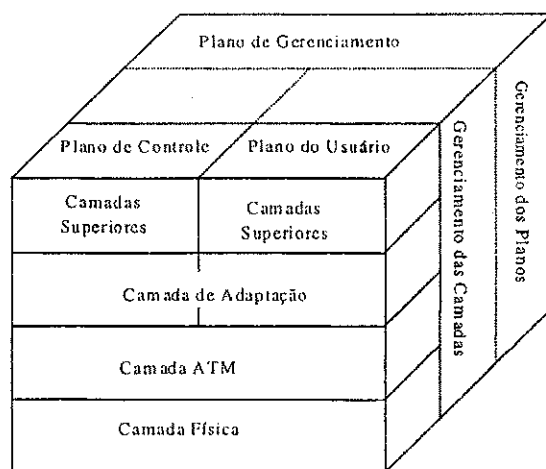 Plano de Gerenciamento
Plano de Controle
Plano do Usuário
Camadas
Superiores
Camadas
Superiores
Camada de Adaptação
Camada ATM
Camada Física
Gerenciamento das Camadas
Gerenciamento dos Planos